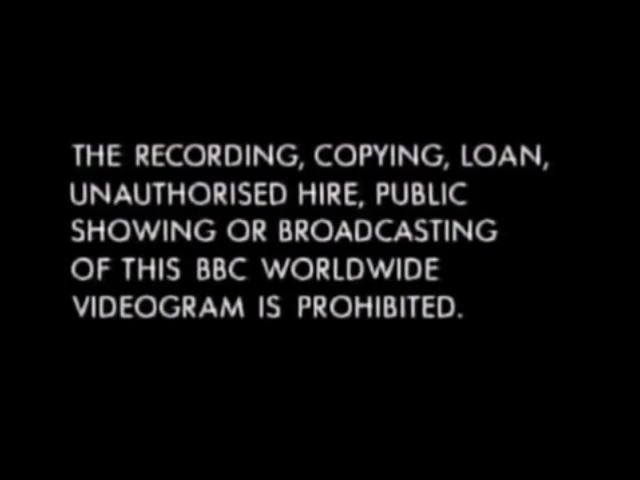 THE RECORDING, COPYING, LOAN,
UNAUTHORISED HIRE, PUBLIC
SHOWING OR BROADCASTING
OF THIS BBC WORLDWIDE
VIDEOGRAM IS PROHIBITED.